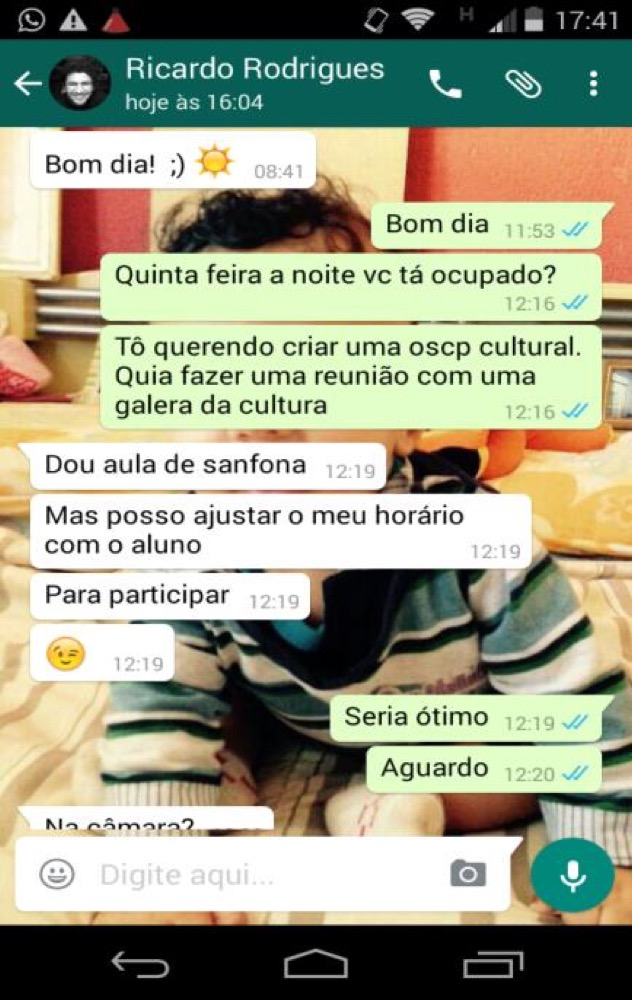 H 17:41
Ricardo Rodrigues
hoje às 16:04
Bom dia! ;) 08:41
Bom dia 11:53
Quinta feira a noite vc tá ocupado?
12:16
Tô querendo criar uma oscp cultural.
Quia fazer uma reunião com uma
galera da cultura 12:16
Dou aula de sanfona 12:19
Mas posso ajustar o meu horário
com o aluno 12:19
Para participar 12:19
12:19
Seria ótimo 12:19
Aguardo 12:20
Na câmara?
Digite aqui...